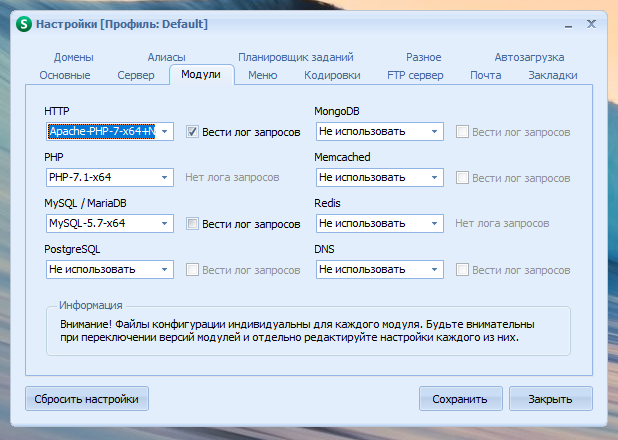 Настройки [Профиль: Default]
Домены Алиасы Планировщик заданий Разное Автозагрузка
Основные Сервер Модули Меню Кодировки FTP сервер Почта Закладки
HTTP
Apache-PHP-7-x64+N
Вести лог запросов
MongoDB
Не использовать
Вести лог запросов
PHP
PHP-7.1-x64
Нет лога запросов
Memcached
Не использовать
Вести лог запросов
MySQL / MariaDB
MySQL-5.7-x64
Вести лог запросов
Redis
Не использовать
Нет лога запросов
PostgreSQL
Не использовать
Вести лог запросов
DNS
Не использовать
Вести лог запросов
Информация
Внимание! Файлы конфигурации индивидуальны для каждого модуля. Будьте внимательны
при переключении версий модулей и отдельно редактируйте настройки каждого из них.
Сбросить настройки Сохранить Закрыть